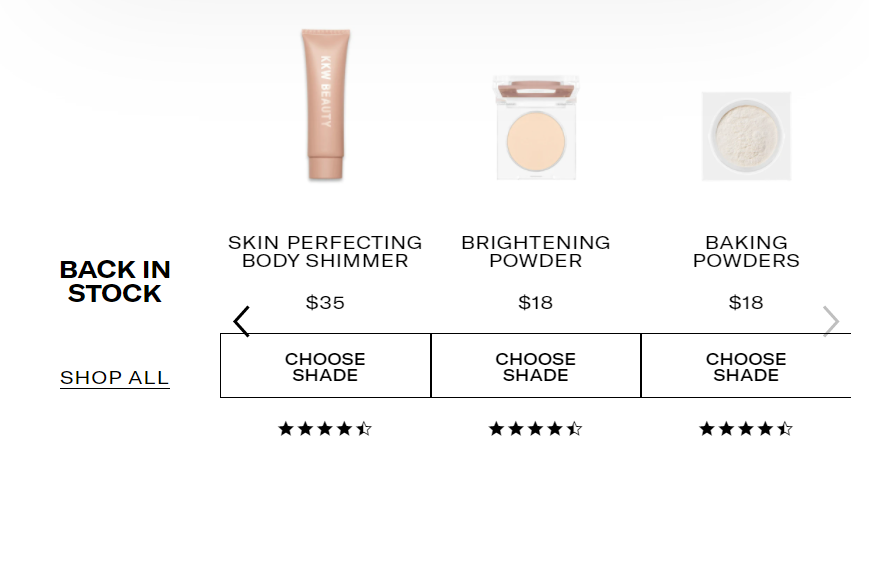 KKW BEAUTY
BACK IN
STOCK
SHOP ALL
SKIN PERFECTING
BODY SHIMMER
$35
CHOOSE
SHADE
BRIGHTENING
POWDER
$18
CHOOSE
SHADE
BAKING
POWDERS
$18
CHOOSE
SHADE